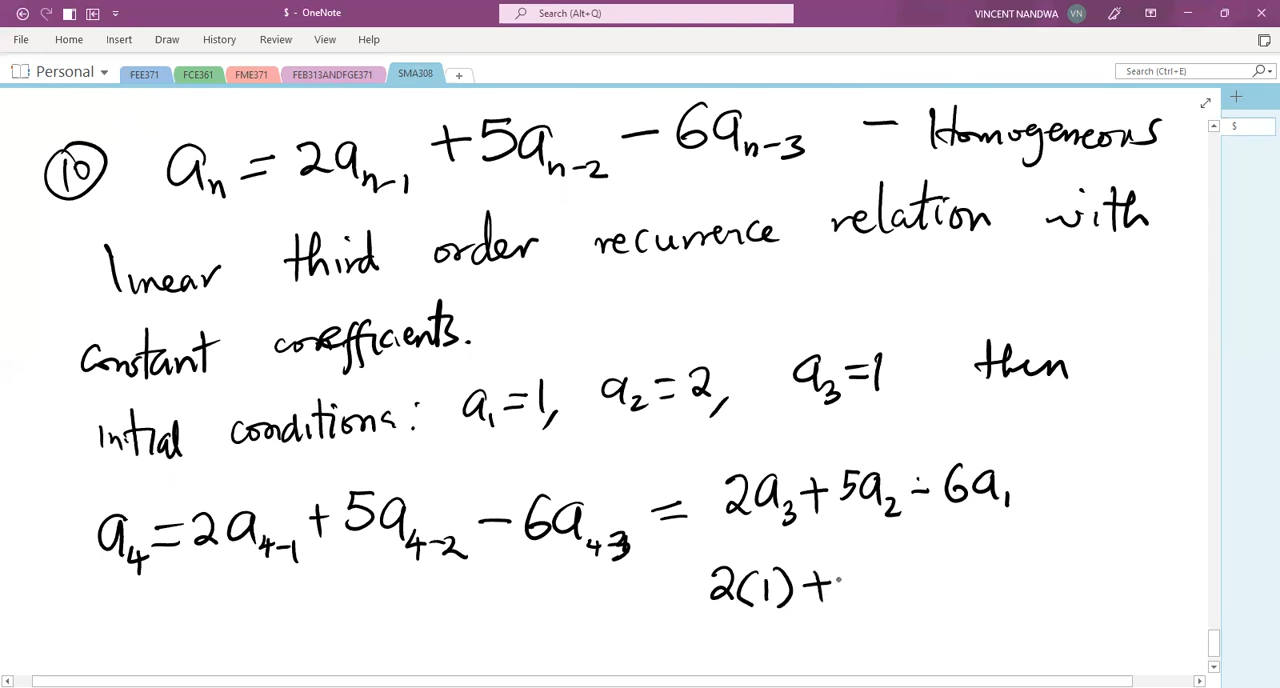 $ - OneNote
Search (Alt+Q)
VINCENT NANDWA VN
File Home Insert Draw History Review View Help
Personal FEE371 FCE361 FME371 FEB313ANDFGE371 SMA308 +
Search (Ctrl+E)
$
⑩ aₙ = 2aₙ₋₁ + 5aₙ₋₂ − 6aₙ₋₃ − Homogeneous
linear third order recurrence relation with
constant coefficients.
Initial conditions: a₁=1, a₂=2, a₃=1 then
a₄ = 2a₄₋₁ + 5a₄₋₂ − 6a₄₋₃ = 2a₃ + 5a₂ − 6a₁
2(1) +